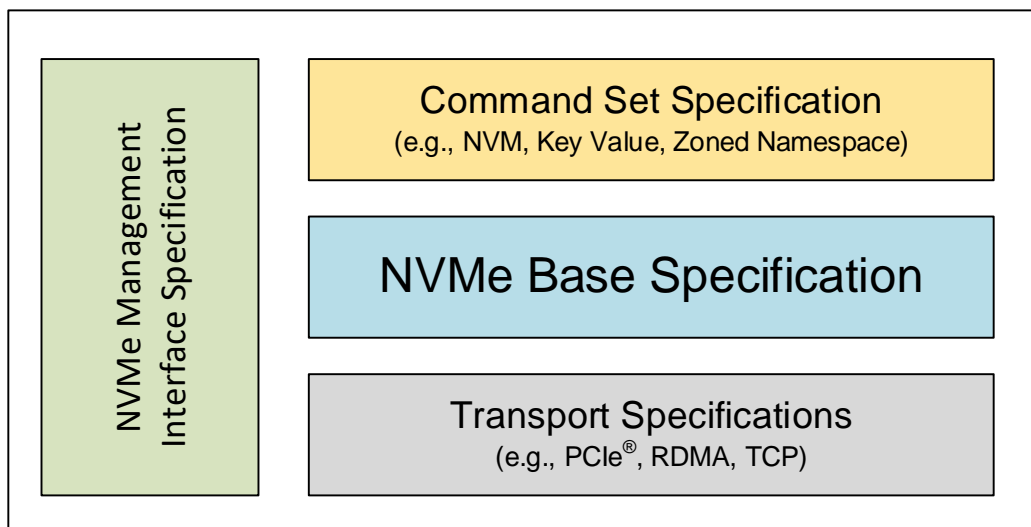 NVMe Management
Interface Specification
Command Set Specification
(e.g., NVM, Key Value, Zoned Namespace)
NVMe Base Specification
Transport Specifications
(e.g., PCIe®, RDMA, TCP)